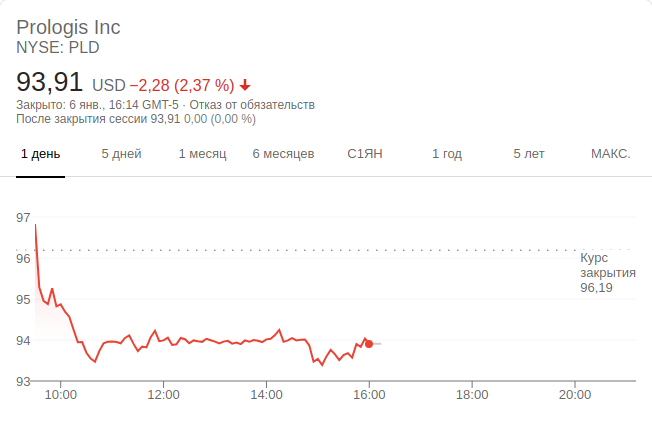 Prologis Inc
NYSE: PLD
93,91 USD −2,28 (2,37 %)
Закрыто: 6 янв., 16:14 GMT-5 · Отказ от обязательств
После закрытия сессии 93,91 0,00 (0,00 %)
1 день 5 дней 1 месяц 6 месяцев С1ЯН 1 год 5 лет МАКС.
97
96
95
94
93
Курс
закрытия
96,19
10:00 12:00 14:00 16:00 18:00 20:00